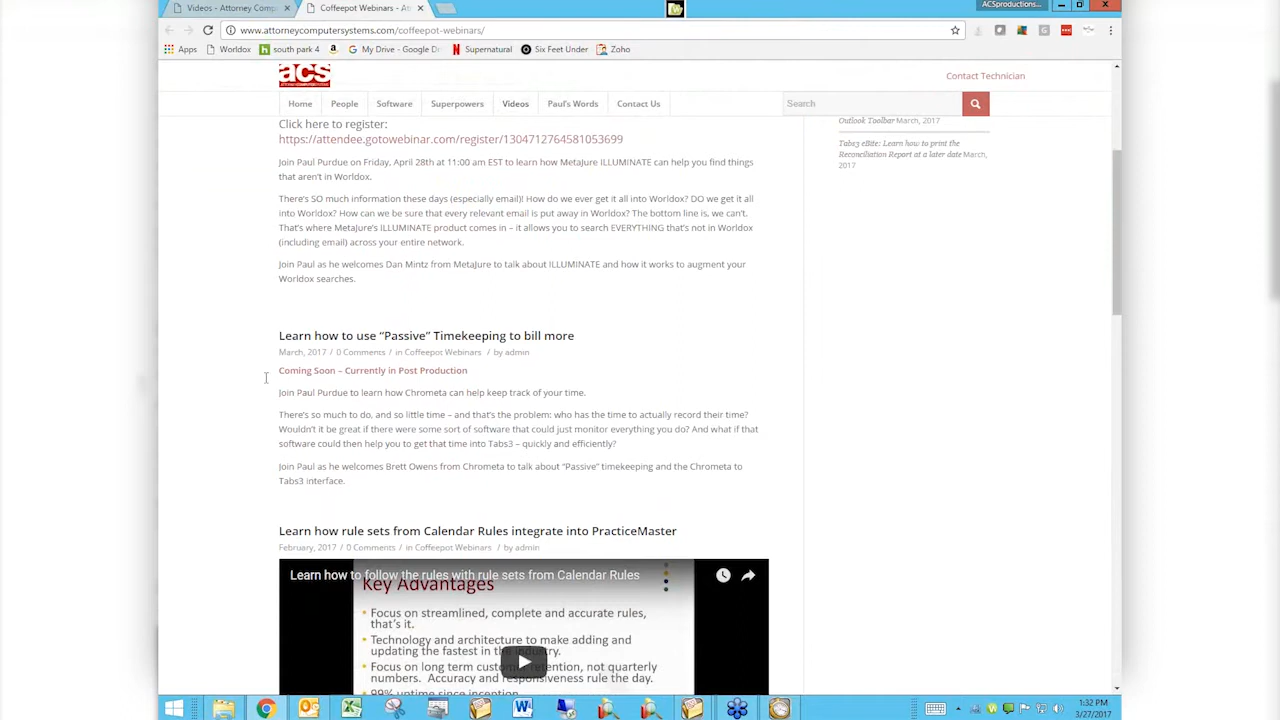 Videos - Attorney Comp
Coffeepot Webinars - At
ACSproductions...
www.attorneycomputersystems.com/coffeepot-webinars/
Apps Worldox south park 4 My Drive - Google Dr Supernatural Six Feet Under Zoho
acs
Contact Technician
Home People Software Superpowers Videos Paul's Words Contact Us Search
Click here to register:
https://attendee.gotowebinar.com/register/1304712764581053699
Outlook Toolbar March, 2017
Tabs3 eBite: Learn how to print the
Reconciliation Report at a later date March,
2017
Join Paul Purdue on Friday, April 28th at 11:00 am EST to learn how MetaJure ILLUMINATE can help you find things
that aren't in Worldox.
There's SO much information these days (especially email)! How do we ever get it all into Worldox? DO we get it all
into Worldox? How can we be sure that every relevant email is put away in Worldox? The bottom line is, we can't.
That's where MetaJure's ILLUMINATE product comes in – it allows you to search EVERYTHING that's not in Worldox
(including email) across your entire network.
Join Paul as he welcomes Dan Mintz from MetaJure to talk about ILLUMINATE and how it works to augment your
Worldox searches.
Learn how to use “Passive” Timekeeping to bill more
March, 2017 / 0 Comments / in Coffeepot Webinars / by admin
Coming Soon – Currently in Post Production
Join Paul Purdue to learn how Chrometa can help keep track of your time.
There's so much to do, and so little time – and that's the problem: who has the time to actually record their time?
Wouldn't it be great if there were some sort of software that could just monitor everything you do? And what if that
software could then help you to get that time into Tabs3 – quickly and efficiently?
Join Paul as he welcomes Brett Owens from Chrometa to talk about “Passive” timekeeping and the Chrometa to
Tabs3 interface.
Learn how rule sets from Calendar Rules integrate into PracticeMaster
February, 2017 / 0 Comments / in Coffeepot Webinars / by admin
Learn how to follow the rules with rule sets from Calendar Rules
Key Advantages
• Focus on streamlined, complete and accurate rules,
that's it.
• Technology and architecture to make adding and
updating the fastest in the industry.
• Focus on long term customer retention, not quarterly
numbers. Accuracy and responsiveness rule the day.
• 99% uptime since inception
1:32 PM
3/27/2017